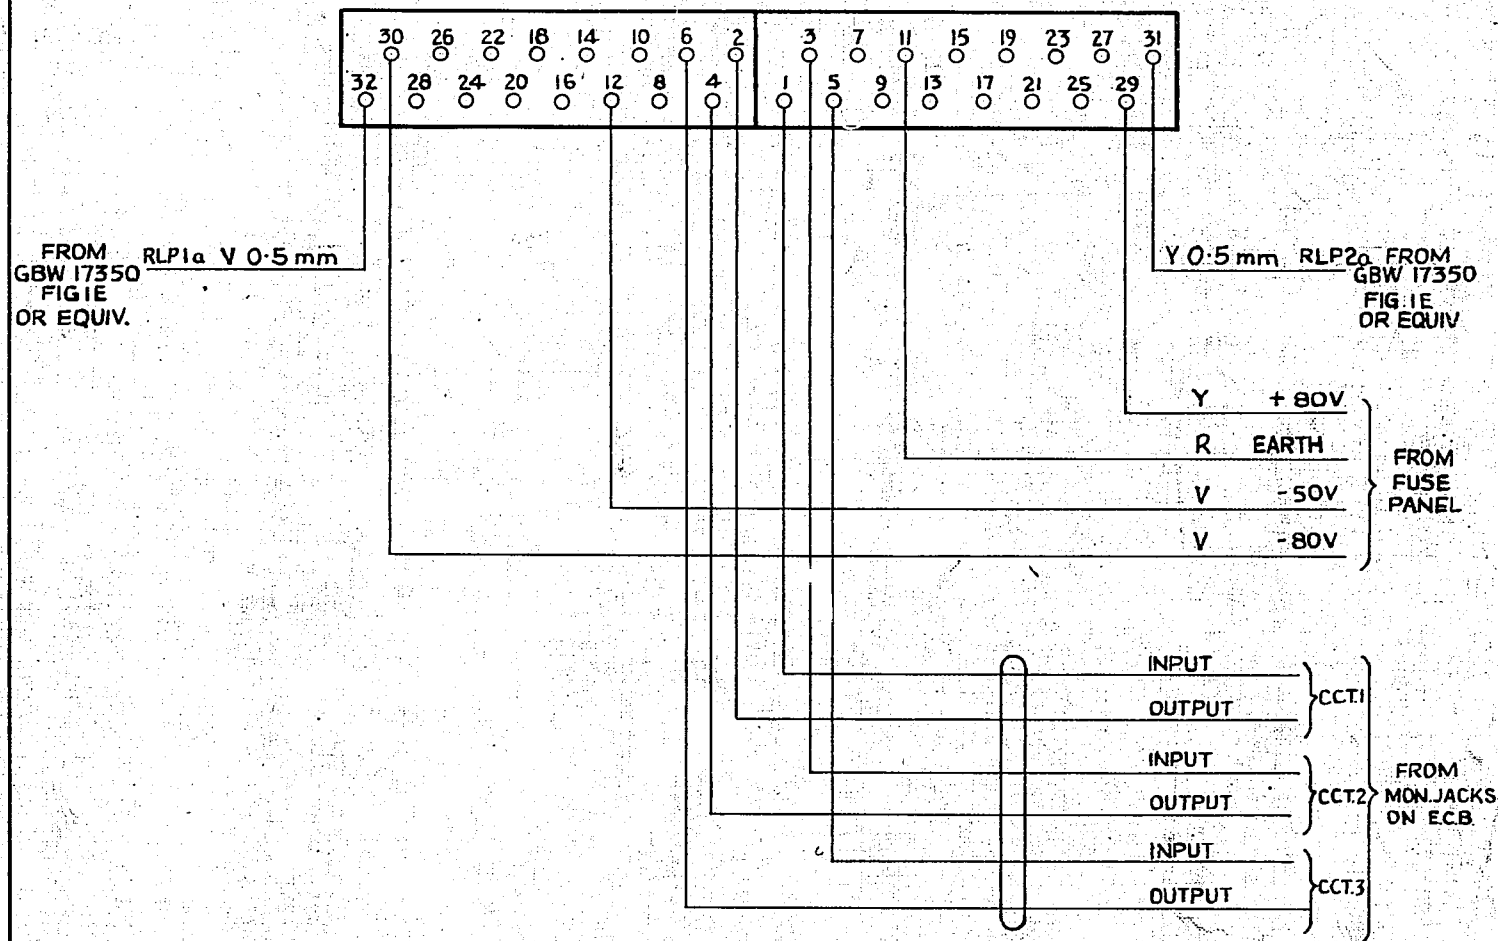 30 26 22 18 14 10 6 2 3 7 11 15 19 23 27 31
32 28 24 20 16 12 8 4 1 5 9 13 17 21 25 29
FROM
GBW 17350
FIG 1E
OR EQUIV.
RLP1a V 0·5 mm
Y 0·5 mm RLP2a FROM
GBW 17350
FIG. 1E
OR EQUIV
Y +80V
R EARTH
V -50V
V -80V
FROM
FUSE
PANEL
INPUT
OUTPUT
CCT.1
INPUT
OUTPUT
CCT.2
INPUT
OUTPUT
CCT.3
FROM
MON. JACKS
ON E.C.B.